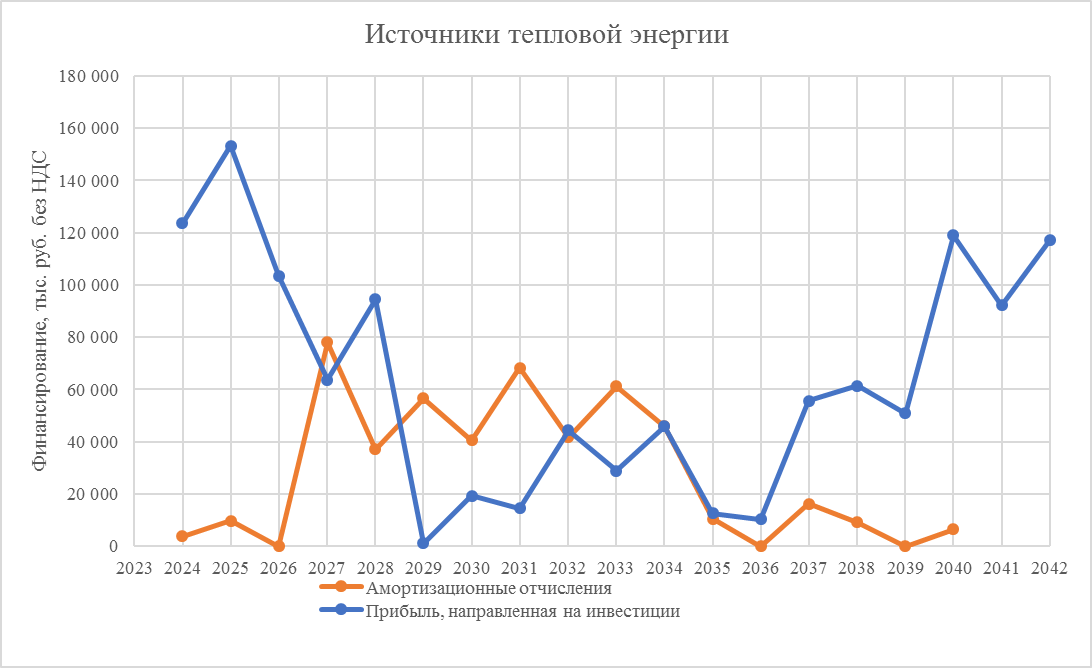 Источники тепловой энергии
Финансирование, тыс. руб. без НДС
180 000
160 000
140 000
120 000
100 000
80 000
60 000
40 000
20 000
0
2023 2024 2025 2026 2027 2028 2029 2030 2031 2032 2033 2034 2035 2036 2037 2038 2039 2040 2041 2042
Амортизационные отчисления
Прибыль, направленная на инвестиции